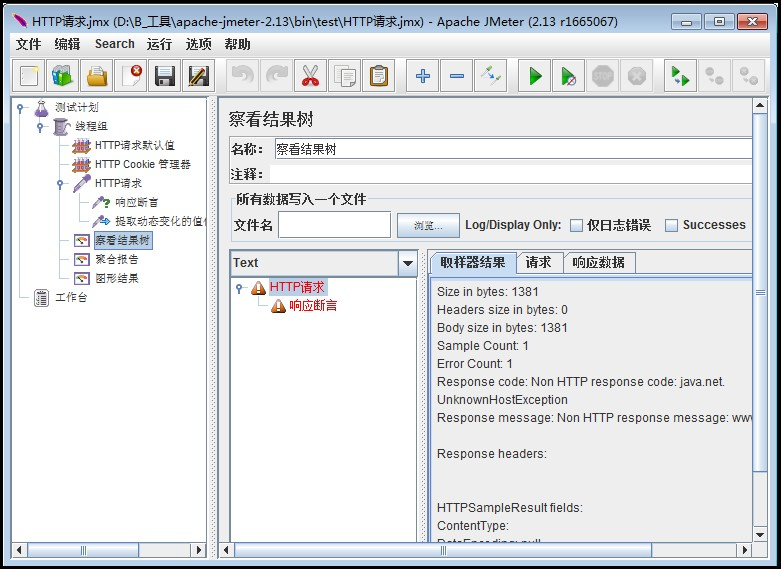 HTTP请求.jmx (D:\B_工具\apache-jmeter-2.13\bin\test\HTTP请求.jmx) - Apache JMeter (2.13 r1665067)
文件 编辑 Search 运行 选项 帮助
STOP
测试计划
线程组
HTTP请求默认值
HTTP Cookie 管理器
HTTP请求
响应断言
提取动态变化的值
察看结果树
聚合报告
图形结果
工作台
察看结果树
名称: 察看结果树
注释:
所有数据写入一个文件
文件名 浏览... Log/Display Only: 仅日志错误 Successes
Text
HTTP请求
响应断言
取样器结果 请求 响应数据
Size in bytes: 1381
Headers size in bytes: 0
Body size in bytes: 1381
Sample Count: 1
Error Count: 1
Response code: Non HTTP response code: java.net.
UnknownHostException
Response message: Non HTTP response message: www
Response headers:
HTTPSampleResult fields:
ContentType:
DataEncoding: null